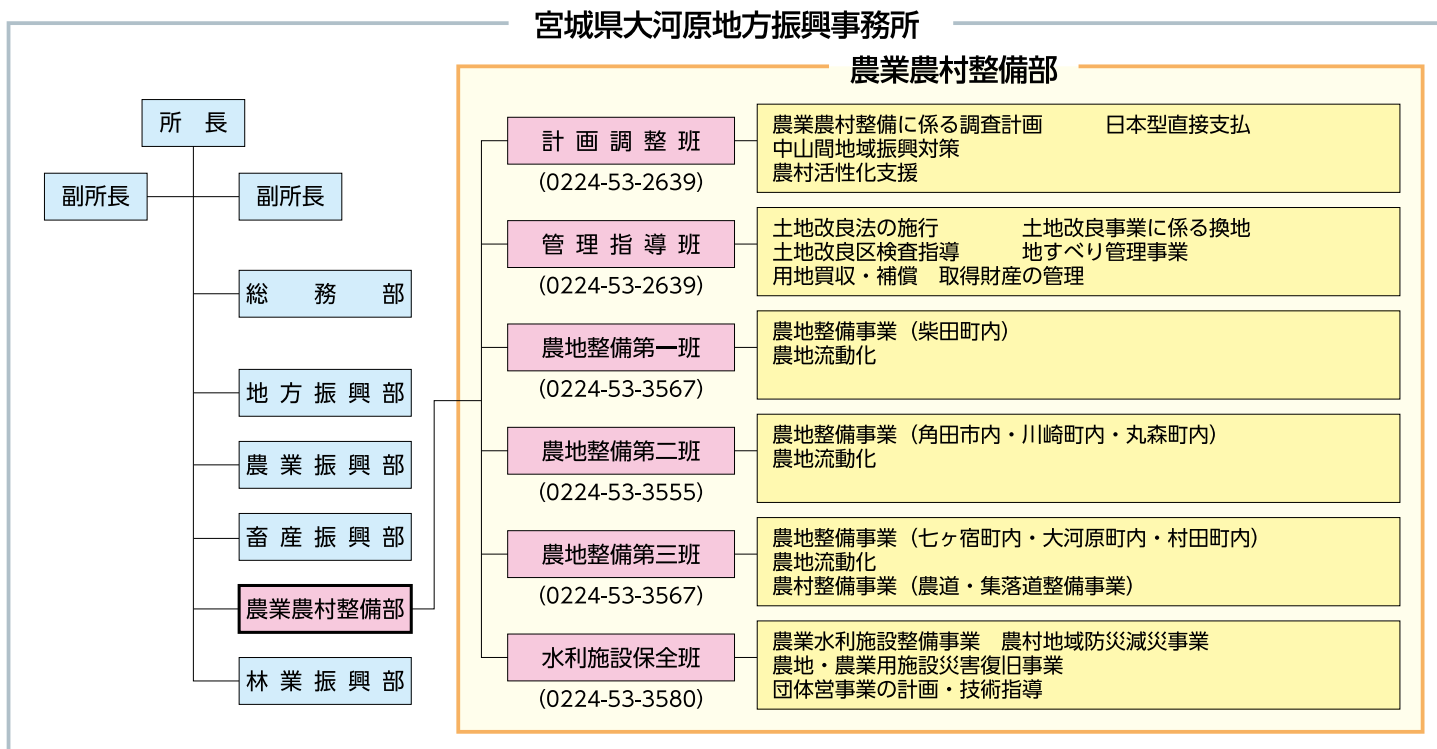 宮城県大河原地方振興事務所
所　長
副所長
副所長
総　務　部
地方振興部
農業振興部
畜産振興部
農業農村整備部
林業振興部
農業農村整備部
計画調整班
(0224-53-2639)
農業農村整備に係る調査計画　　日本型直接支払
中山間地域振興対策
農村活性化支援
管理指導班
(0224-53-2639)
土地改良法の施行　　土地改良事業に係る換地
土地改良区検査指導　　地すべり管理事業
用地買収・補償　取得財産の管理
農地整備第一班
(0224-53-3567)
農地整備事業（柴田町内）
農地流動化
農地整備第二班
(0224-53-3555)
農地整備事業（角田市内・川崎町内・丸森町内）
農地流動化
農地整備第三班
(0224-53-3567)
農地整備事業（七ヶ宿町内・大河原町内・村田町内）
農地流動化
農村整備事業（農道・集落道整備事業）
水利施設保全班
(0224-53-3580)
農業水利施設整備事業　農村地域防災減災事業
農地・農業用施設災害復旧事業
団体営事業の計画・技術指導